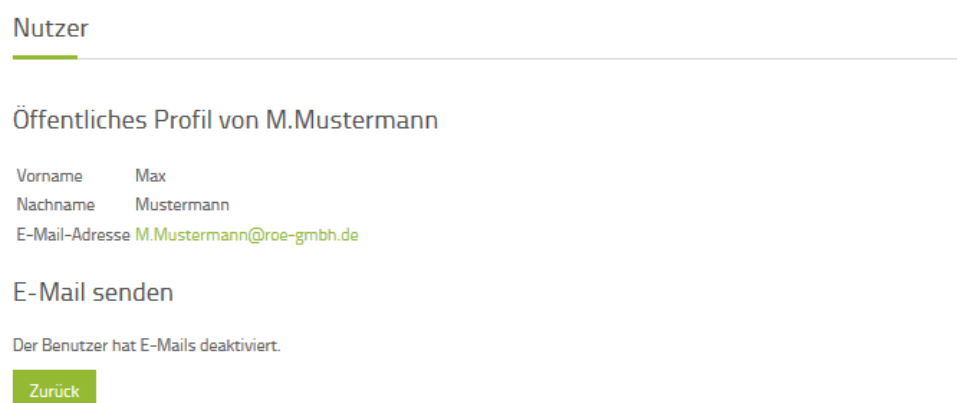 Nutzer
Öffentliches Profil von M.Mustermann
Vorname Max
Nachname Mustermann
E-Mail-Adresse M.Mustermann@roe-gmbh.de
E-Mail senden
Der Benutzer hat E-Mails deaktiviert.
Zurück